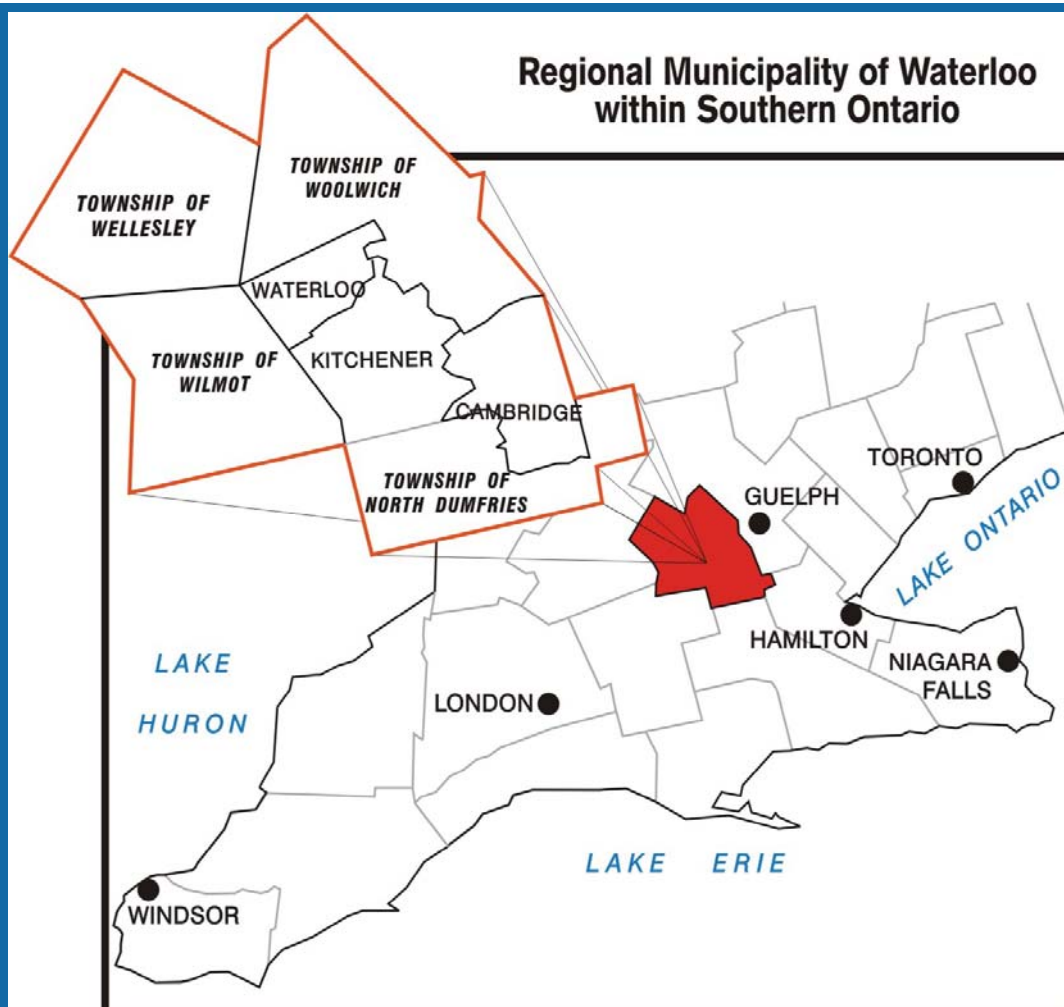 Regional Municipality of Waterloo
within Southern Ontario
TOWNSHIP OF
WOOLWICH
TOWNSHIP OF
WELLESLEY
WATERLOO
TOWNSHIP OF
WILMOT
KITCHENER
CAMBRIDGE
TOWNSHIP OF
NORTH DUMFRIES
TORONTO
GUELPH
LAKE ONTARIO
HAMILTON
NIAGARA
FALLS
LAKE
HURON
LONDON
LAKE ERIE
WINDSOR